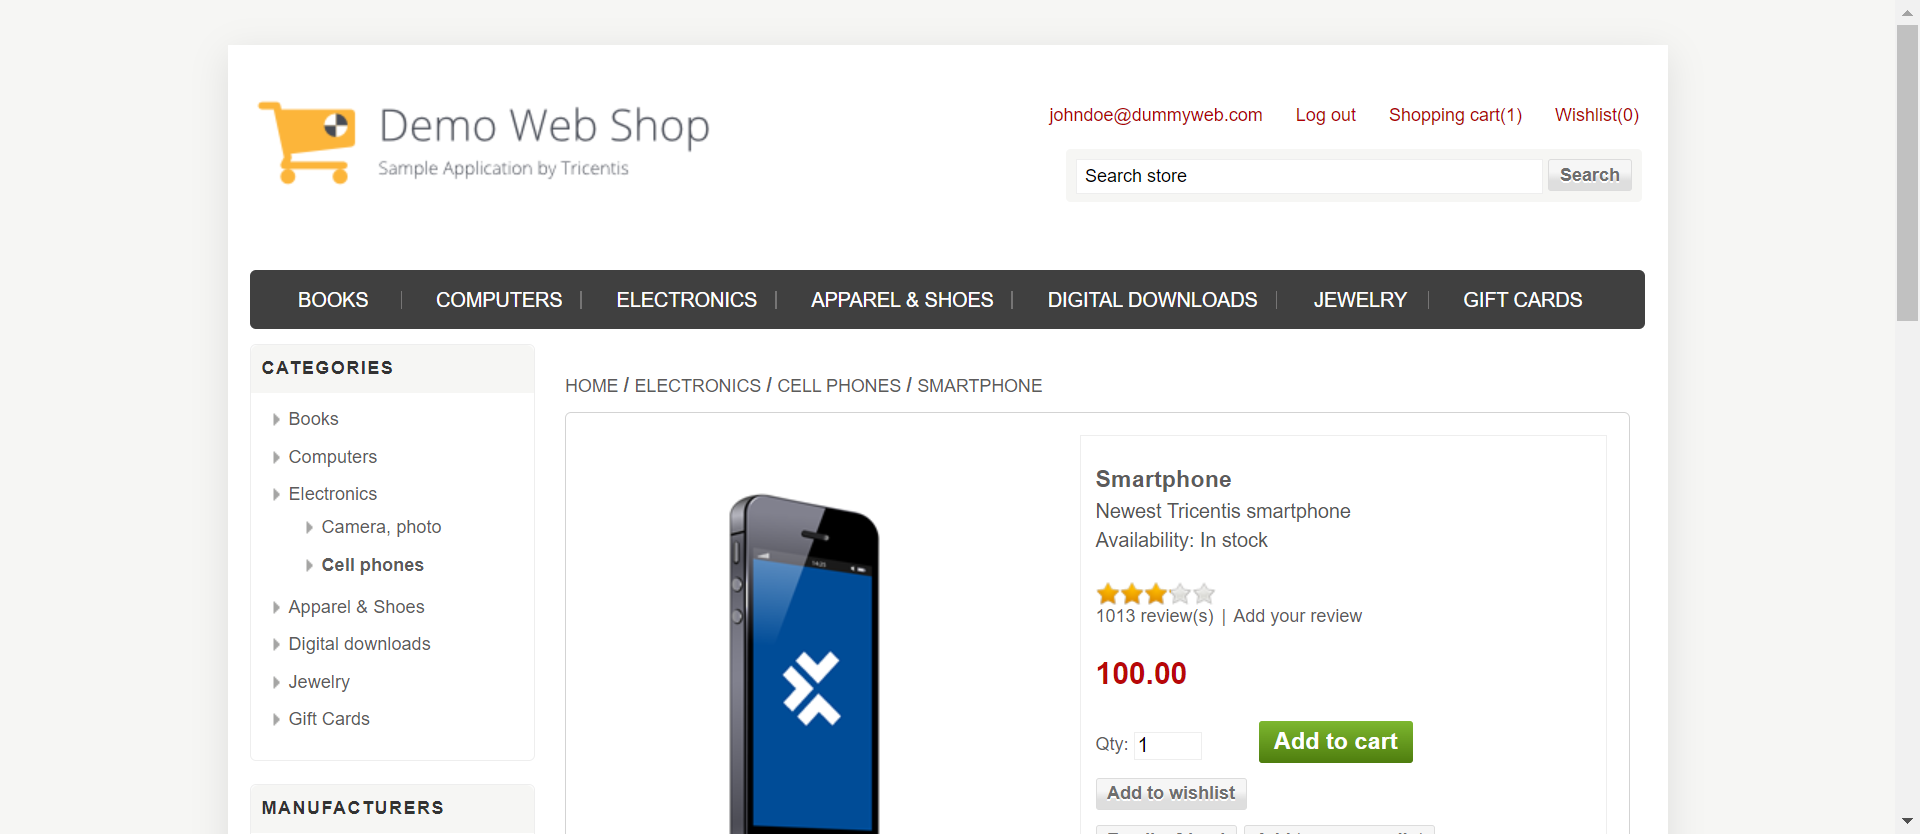 Demo Web Shop
Sample Application by Tricentis
johndoe@dummyweb.com Log out Shopping cart(1) Wishlist(0)
Search store Search
BOOKS COMPUTERS ELECTRONICS APPAREL & SHOES DIGITAL DOWNLOADS JEWELRY GIFT CARDS
CATEGORIES
Books
Computers
Electronics
Camera, photo
Cell phones
Apparel & Shoes
Digital downloads
Jewelry
Gift Cards
MANUFACTURERS
HOME / ELECTRONICS / CELL PHONES / SMARTPHONE
14:25
Smartphone
Newest Tricentis smartphone
Availability: In stock
1013 review(s) | Add your review
100.00
Qty: 1 Add to cart
Add to wishlist